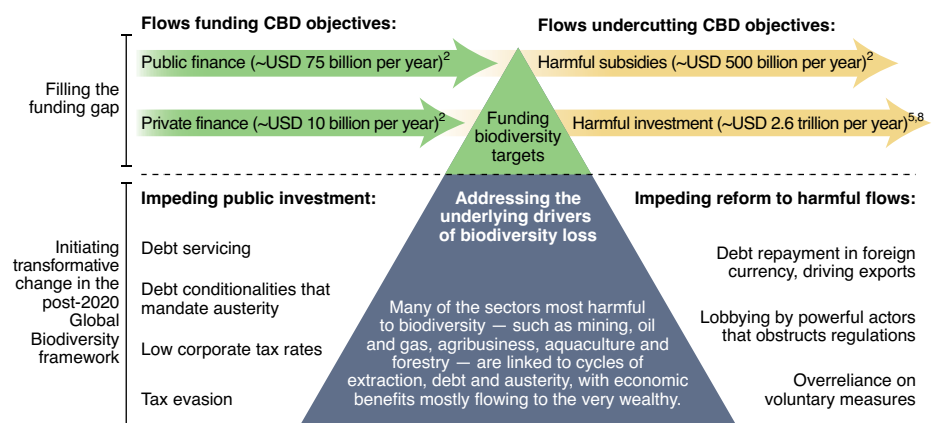 Flows funding CBD objectives:
Flows undercutting CBD objectives:
Filling the
funding gap
Public finance (~USD 75 billion per year)2
Harmful subsidies (~USD 500 billion per year)2
Private finance (~USD 10 billion per year)2
Harmful investment (~USD 2.6 trillion per year)5,8
Funding
biodiversity
targets
Initiating
transformative
change in the
post-2020
Global
Biodiversity
framework
Impeding public investment:
Debt servicing
Debt conditionalities that
mandate austerity
Low corporate tax rates
Tax evasion
Addressing the
underlying drivers
of biodiversity loss
Many of the sectors most harmful
to biodiversity — such as mining, oil
and gas, agribusiness, aquaculture and
forestry — are linked to cycles of
extraction, debt and austerity, with economic
benefits mostly flowing to the very wealthy.
Impeding reform to harmful flows:
Debt repayment in foreign
currency, driving exports
Lobbying by powerful actors
that obstructs regulations
Overreliance on
voluntary measures